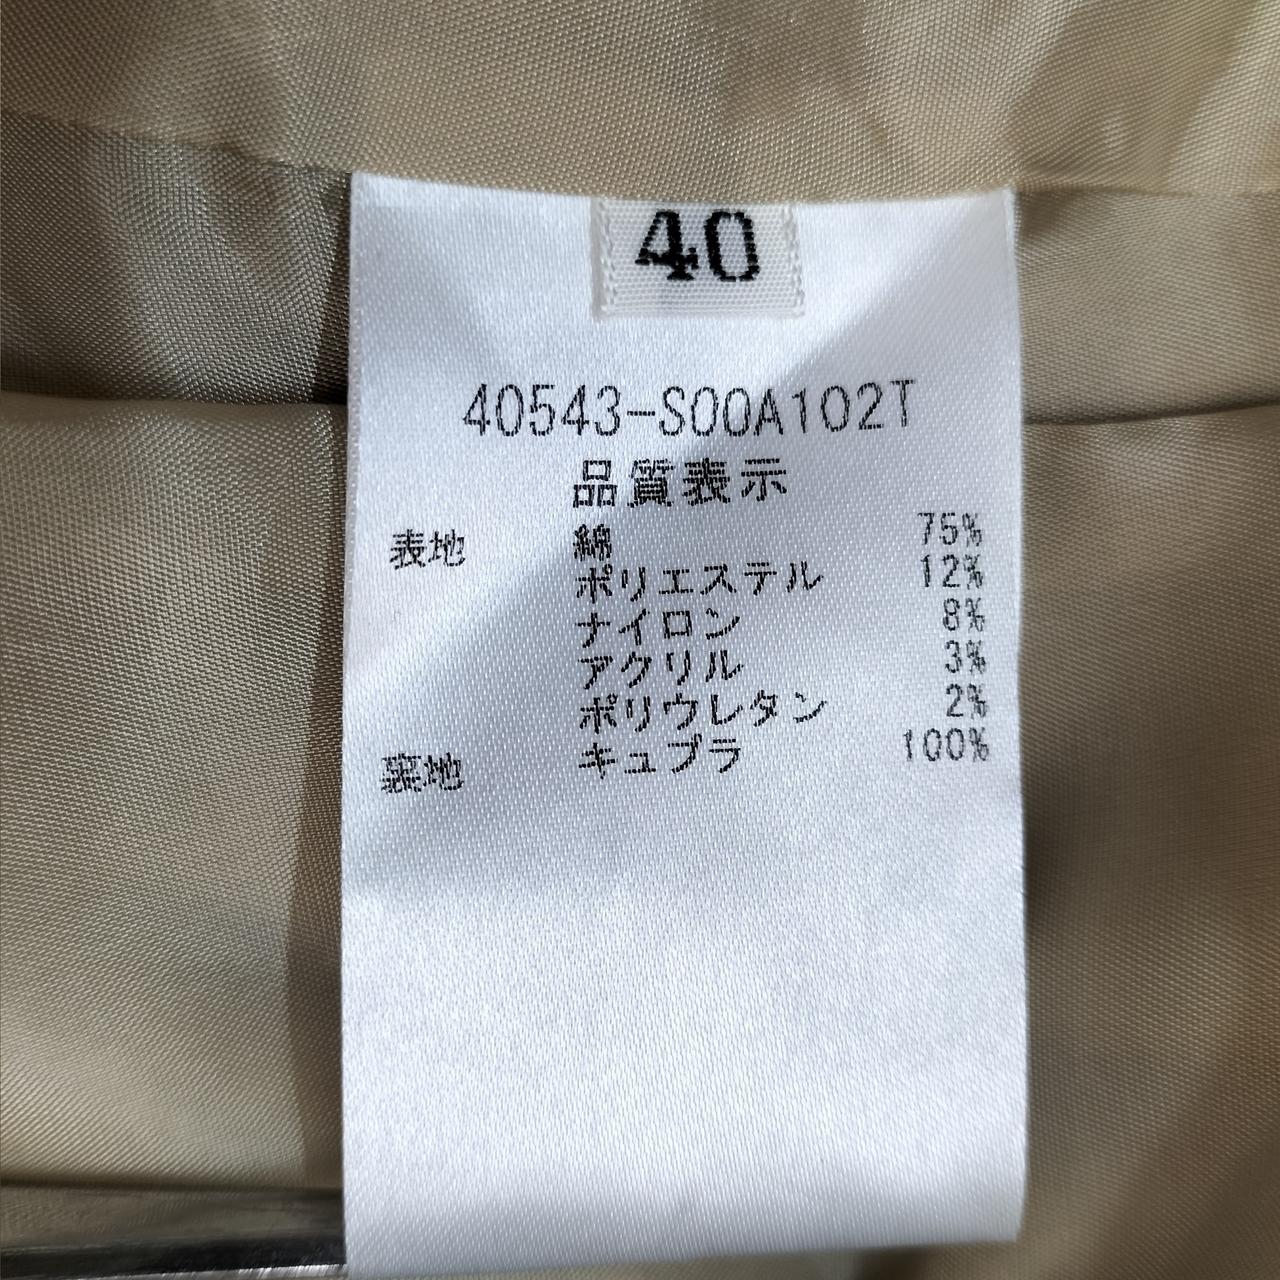 40
40543-S00A102T
品質表示
表地 綿 75%
ポリエステル 12%
ナイロン 8%
アクリル 3%
ポリウレタン 2%
裏地 キュプラ 100%